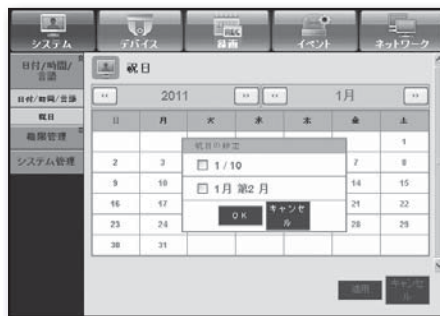 システム デバイス 録画 イベント ネットワーク
REC
日付/時間/言語
日付/時間/言語
祝日
権限管理
システム管理
祝日
<< 2011 >> << 1月 >>
日 月 火 水 木 金 土
1
2 3 7 8
9 10 14 15
16 17 21 22
23 24 28 29
30 31
祝日の設定
1/10
1月 第2 月
OK キャンセル
適用 キャンセル